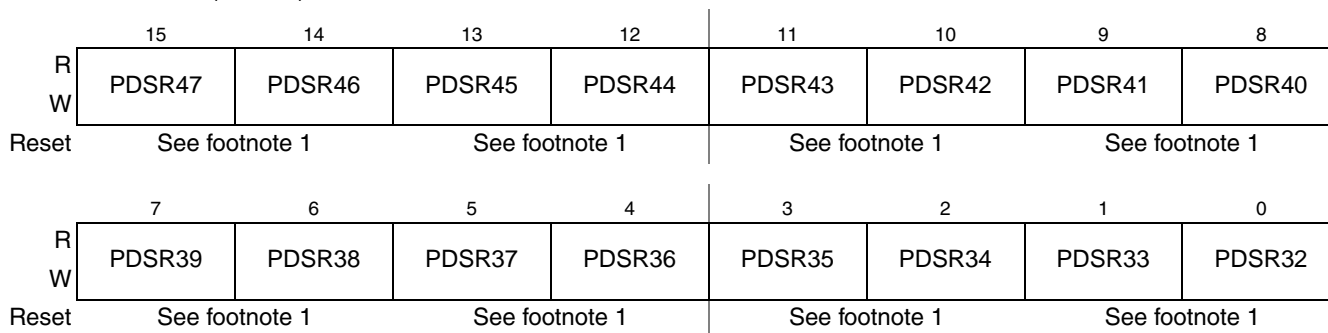 15 14 13 12 11 10 9 8
R
PDSR47 PDSR46 PDSR45 PDSR44 PDSR43 PDSR42 PDSR41 PDSR40
W
Reset See footnote 1 See footnote 1 See footnote 1 See footnote 1
7 6 5 4 3 2 1 0
R
PDSR39 PDSR38 PDSR37 PDSR36 PDSR35 PDSR34 PDSR33 PDSR32
W
Reset See footnote 1 See footnote 1 See footnote 1 See footnote 1